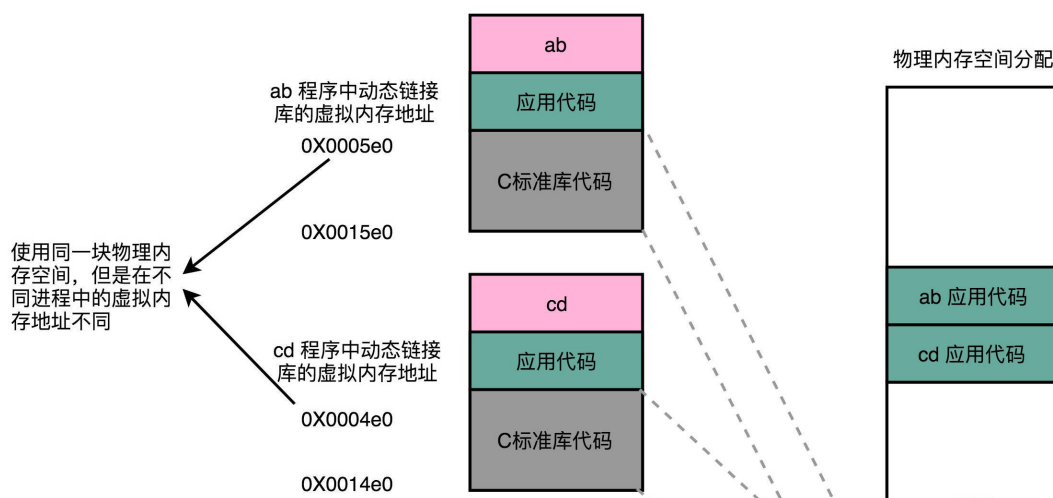 ab
应用代码
C标准库代码
ab 程序中动态链接
库的虚拟内存地址
0X0005e0
0X0015e0
使用同一块物理内
存空间，但是在不
同进程中的虚拟内
存地址不同
cd
应用代码
C标准库代码
cd 程序中动态链接
库的虚拟内存地址
0X0004e0
0X0014e0
物理内存空间分配
ab 应用代码
cd 应用代码